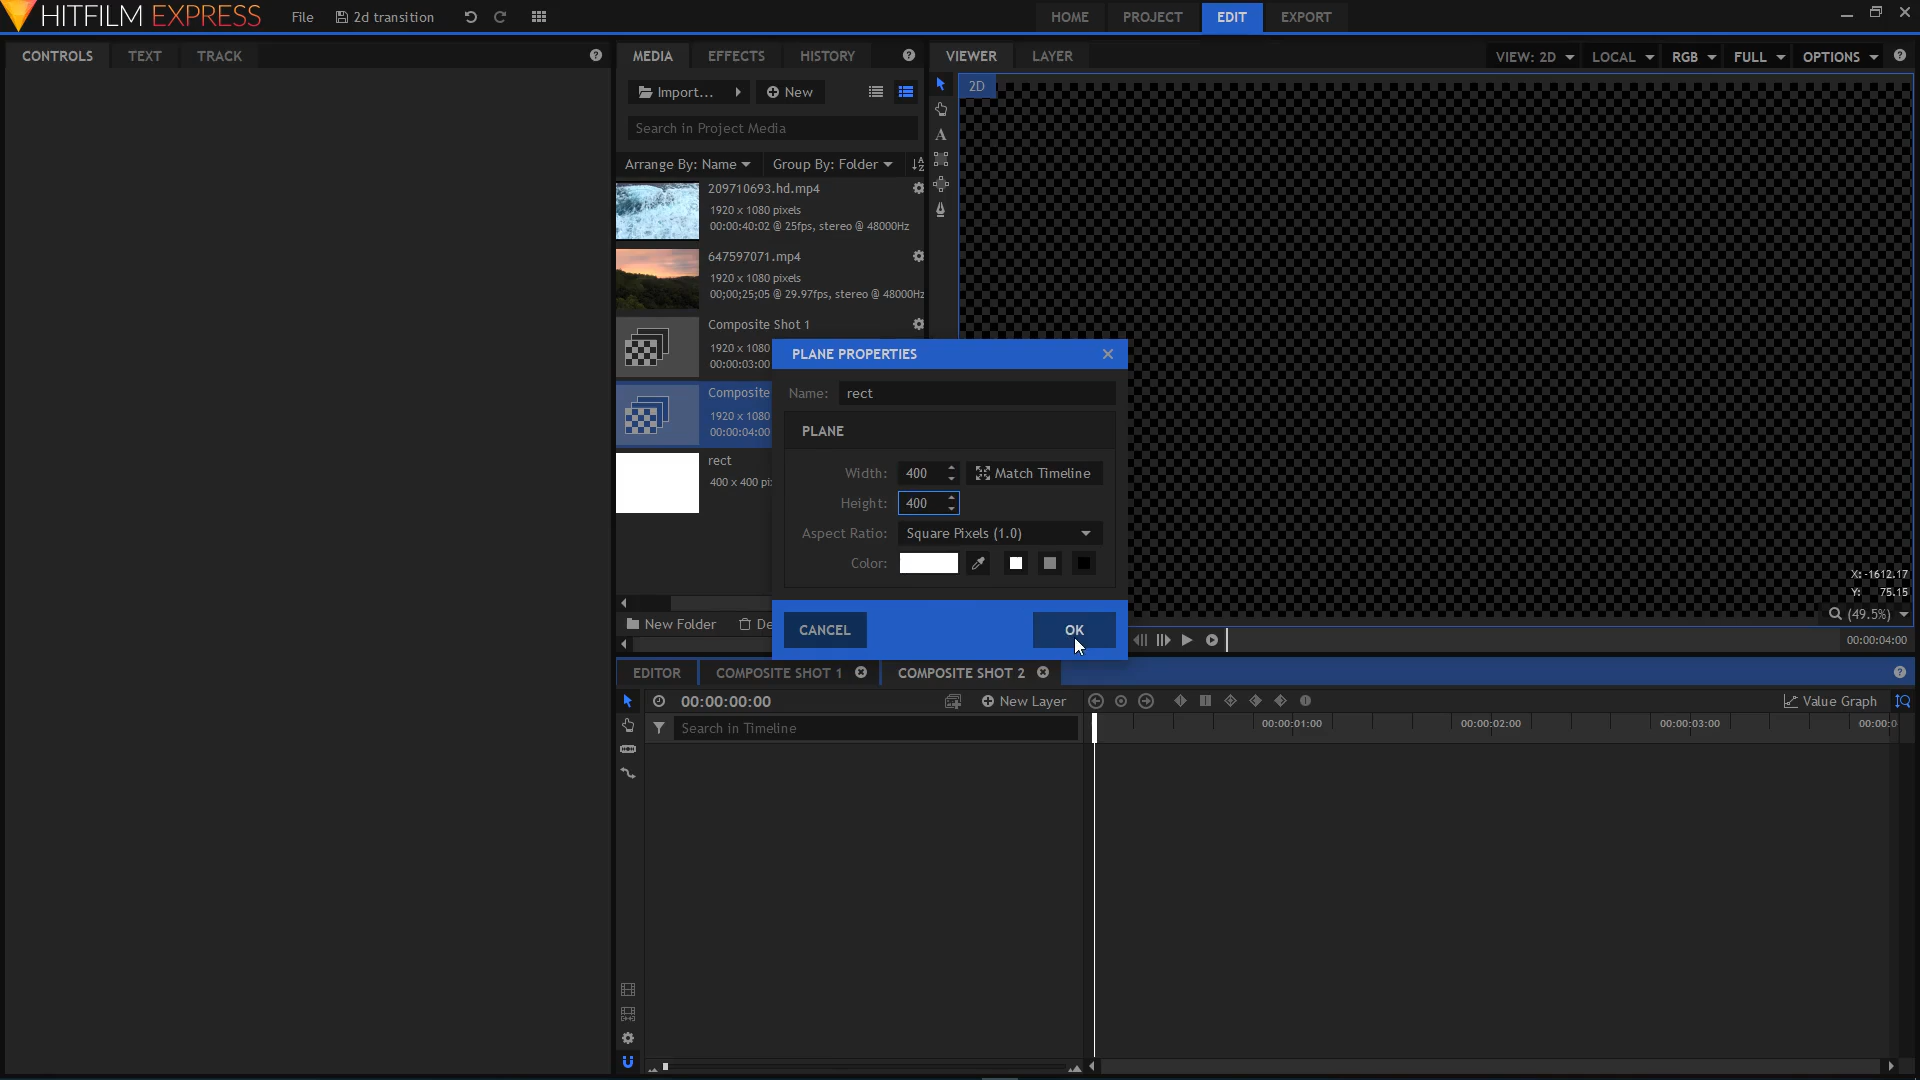 HITFILM EXPRESS
File
2d transition
HOME
PROJECT
EDIT
EXPORT
CONTROLS
TEXT
TRACK
MEDIA
EFFECTS
HISTORY
VIEWER
LAYER
VIEW: 2D
LOCAL
RGB
FULL
OPTIONS
Import...
New
2D
Search in Project Media
Arrange By: Name
Group By: Folder
209710693.hd.mp4
1920 x 1080 pixels
00:00:40:02 @ 25fps, stereo @ 48000Hz
647597071.mp4
1920 x 1080 pixels
00;00;25;05 @ 29.97fps, stereo @ 48000Hz
Composite Shot 1
1920 x 1080
00:00:03:00
Composite
1920 x 1080
00:00:04:00
rect
400 x 400 pi
New Folder
De
PLANE PROPERTIES
Name: rect
PLANE
Width: 400
Match Timeline
Height: 400
Aspect Ratio: Square Pixels (1.0)
Color:
CANCEL
OK
X: -1612.17
Y: 75.15
(49.5%)
00:00:04:00
EDITOR
COMPOSITE SHOT 1
COMPOSITE SHOT 2
00:00:00:00
New Layer
Value Graph
Search in Timeline
00:00:01:00
00:00:02:00
00:00:03:00
00:00:0